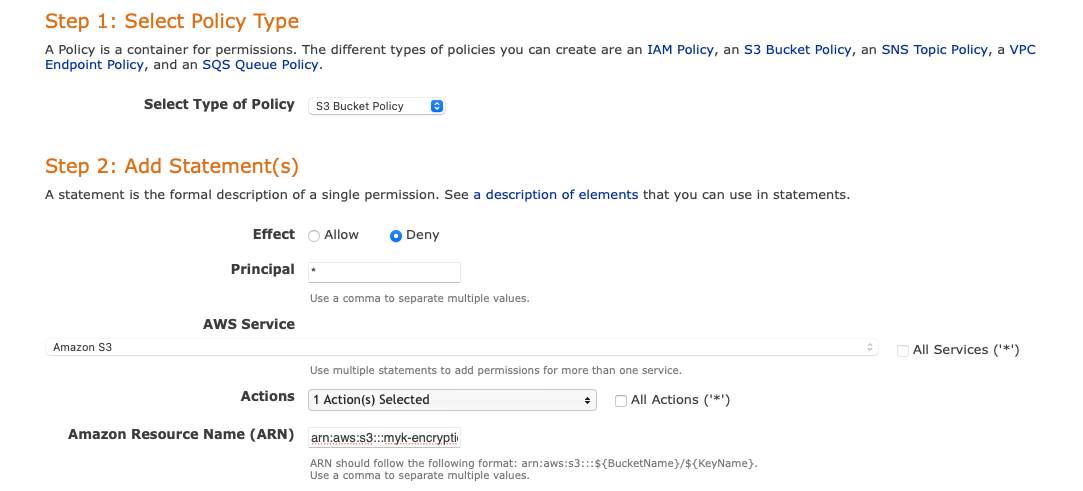 Step 1: Select Policy Type
A Policy is a container for permissions. The different types of policies you can create are an IAM Policy, an S3 Bucket Policy, an SNS Topic Policy, a VPC
Endpoint Policy, and an SQS Queue Policy.
Select Type of Policy S3 Bucket Policy
Step 2: Add Statement(s)
A statement is the formal description of a single permission. See a description of elements that you can use in statements.
Effect Allow Deny
Principal *
Use a comma to separate multiple values.
AWS Service
Amazon S3 All Services ('*')
Use multiple statements to add permissions for more than one service.
Actions 1 Action(s) Selected All Actions ('*')
Amazon Resource Name (ARN) arn:aws:s3:::myk-encrypti
ARN should follow the following format: arn:aws:s3:::${BucketName}/${KeyName}.
Use a comma to separate multiple values.